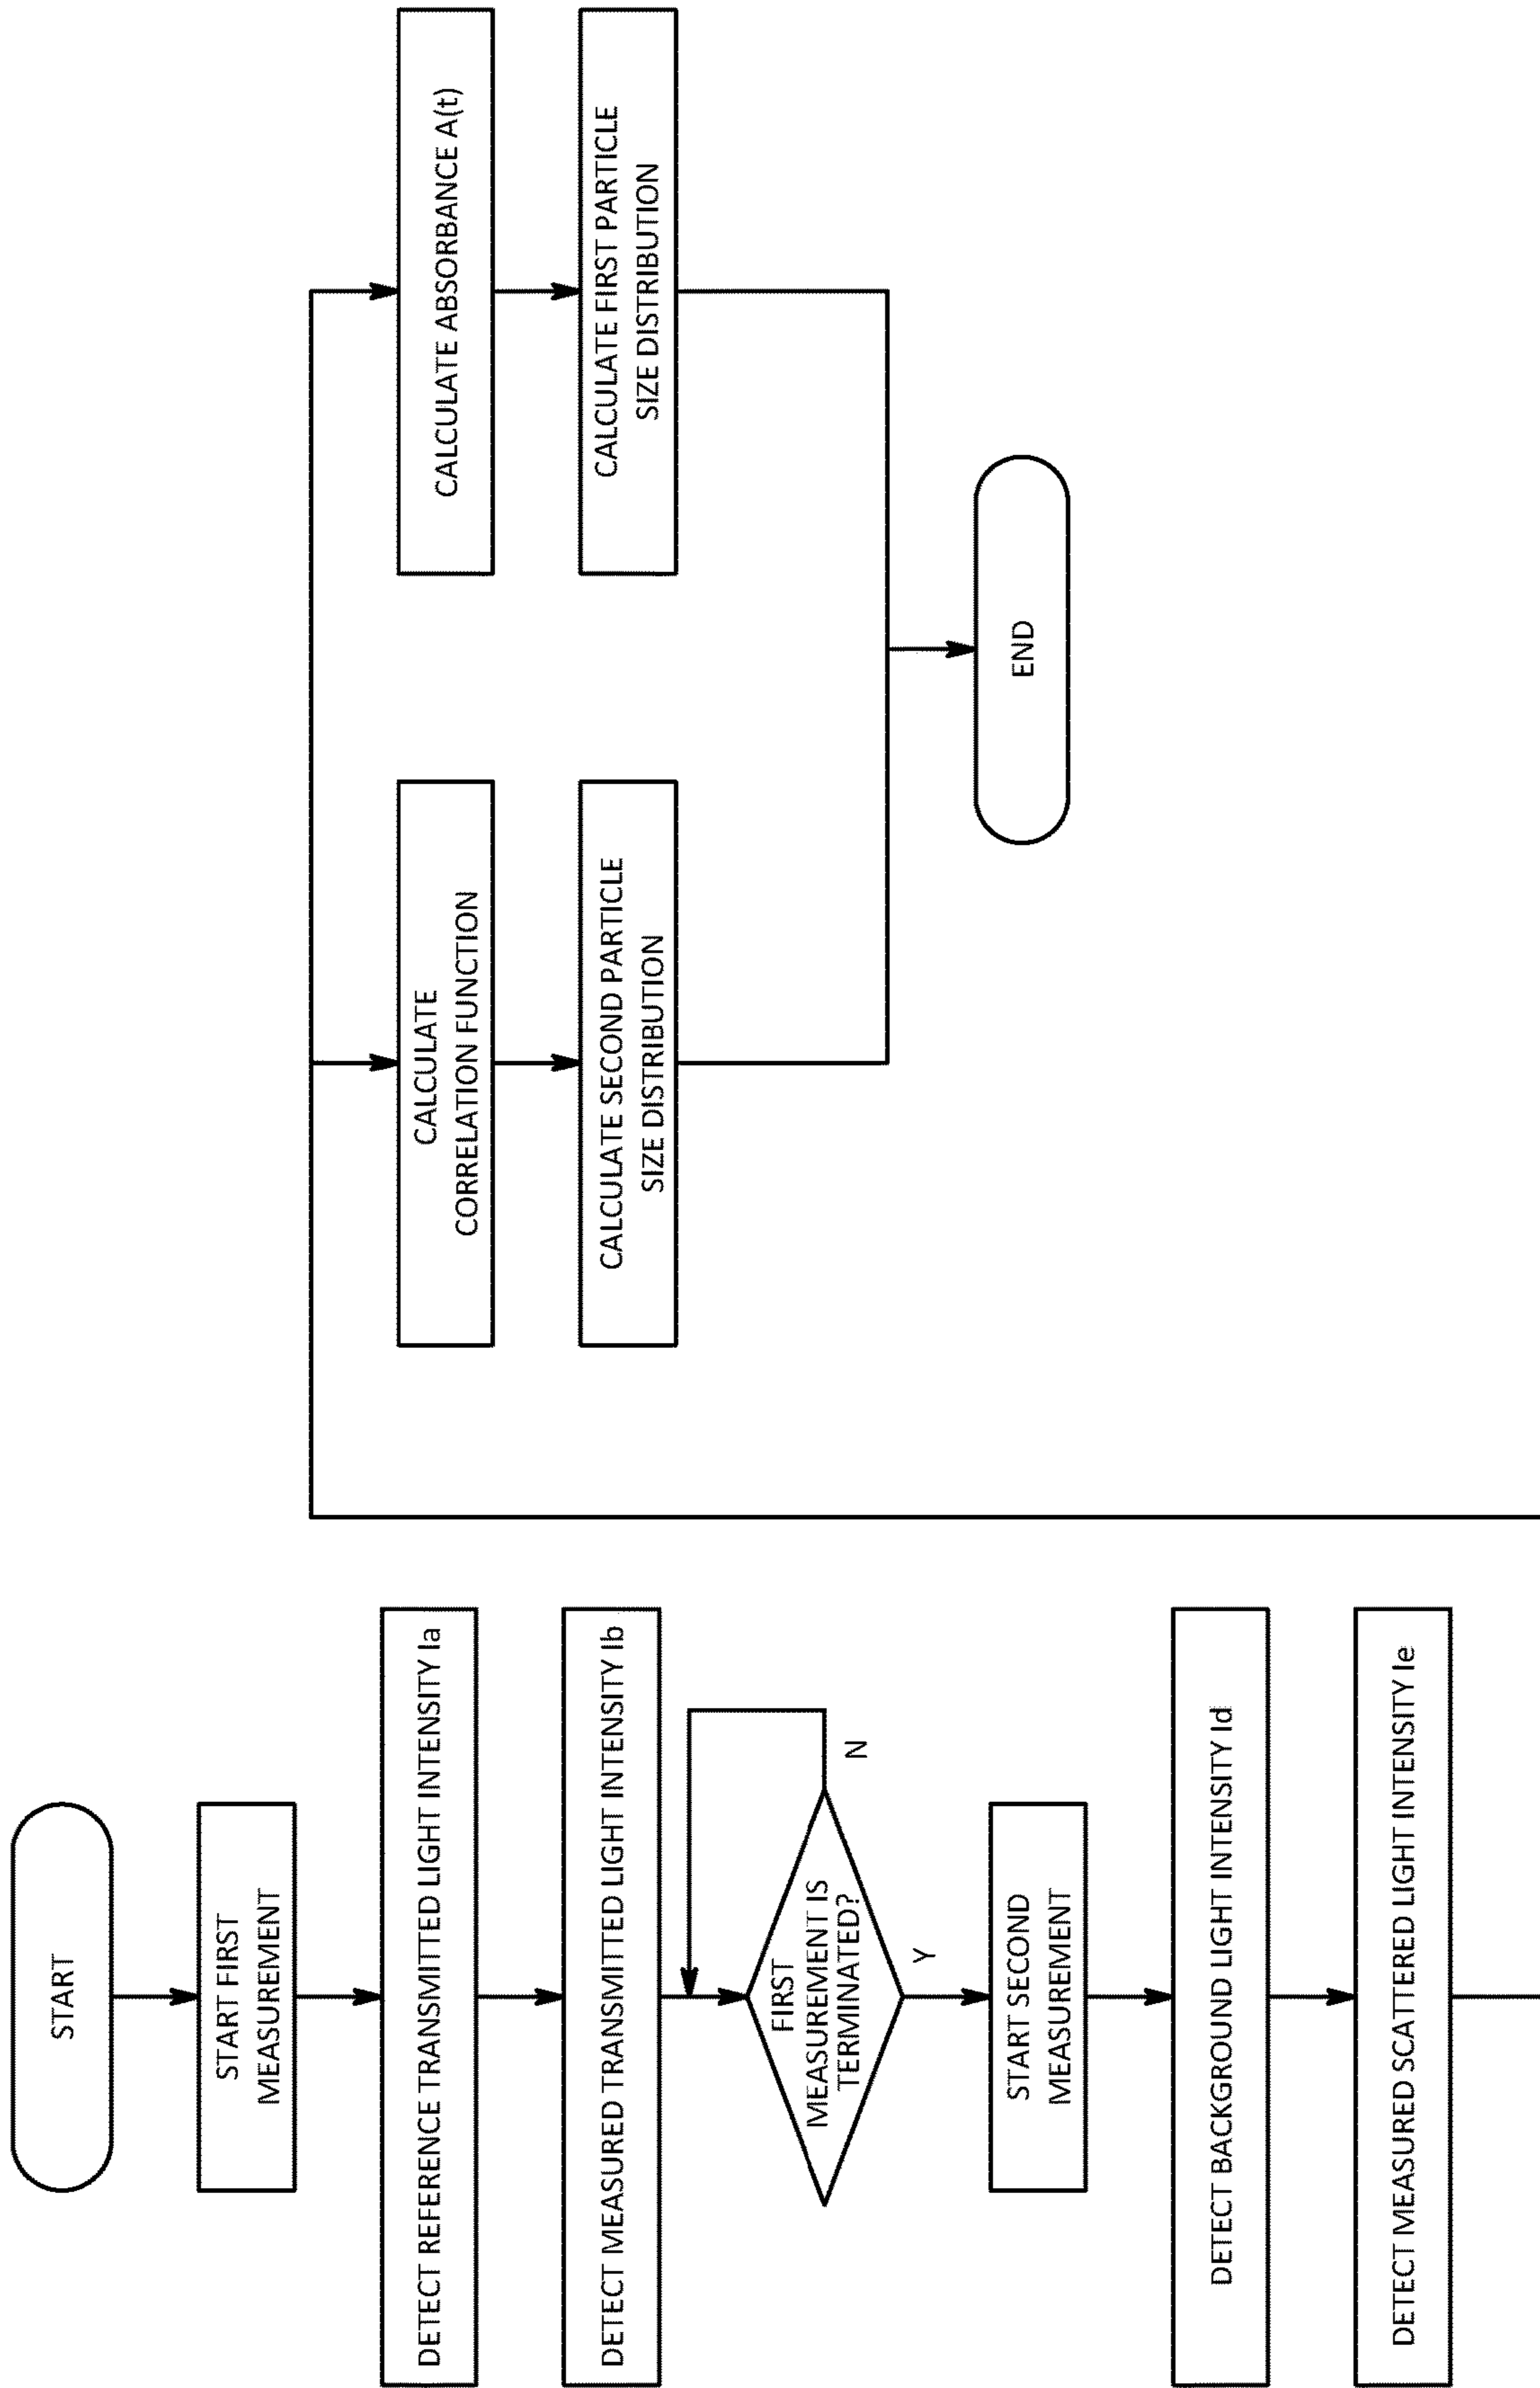 START
START FIRST
MEASUREMENT
DETECT REFERENCE TRANSMITTED LIGHT INTENSITY Ia
DETECT MEASURED TRANSMITTED LIGHT INTENSITY Ib
FIRST
MEASUREMENT IS
TERMINATED?
N
Y
START SECOND
MEASUREMENT
DETECT BACKGROUND LIGHT INTENSITY Id
DETECT MEASURED SCATTERED LIGHT INTENSITY Ie
CALCULATE
CORRELATION FUNCTION
CALCULATE SECOND PARTICLE
SIZE DISTRIBUTION
CALCULATE ABSORBANCE A(t)
CALCULATE FIRST PARTICLE
SIZE DISTRIBUTION
END